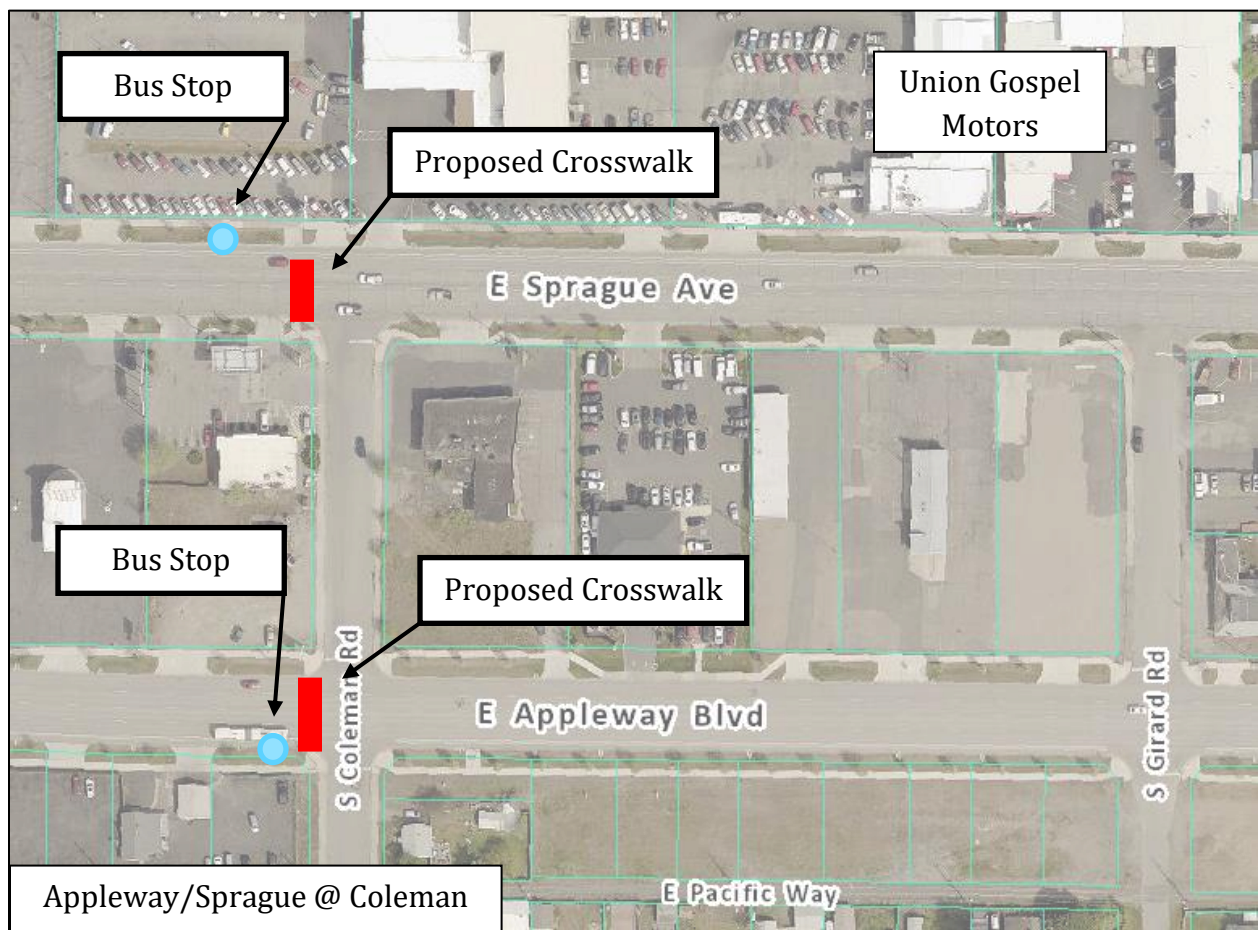 Bus Stop
Union Gospel
Motors
Proposed Crosswalk
E Sprague Ave
Bus Stop
Proposed Crosswalk
S Coleman Rd
E Appleway Blvd
S Girard Rd
Appleway/Sprague @ Coleman
E Pacific Way